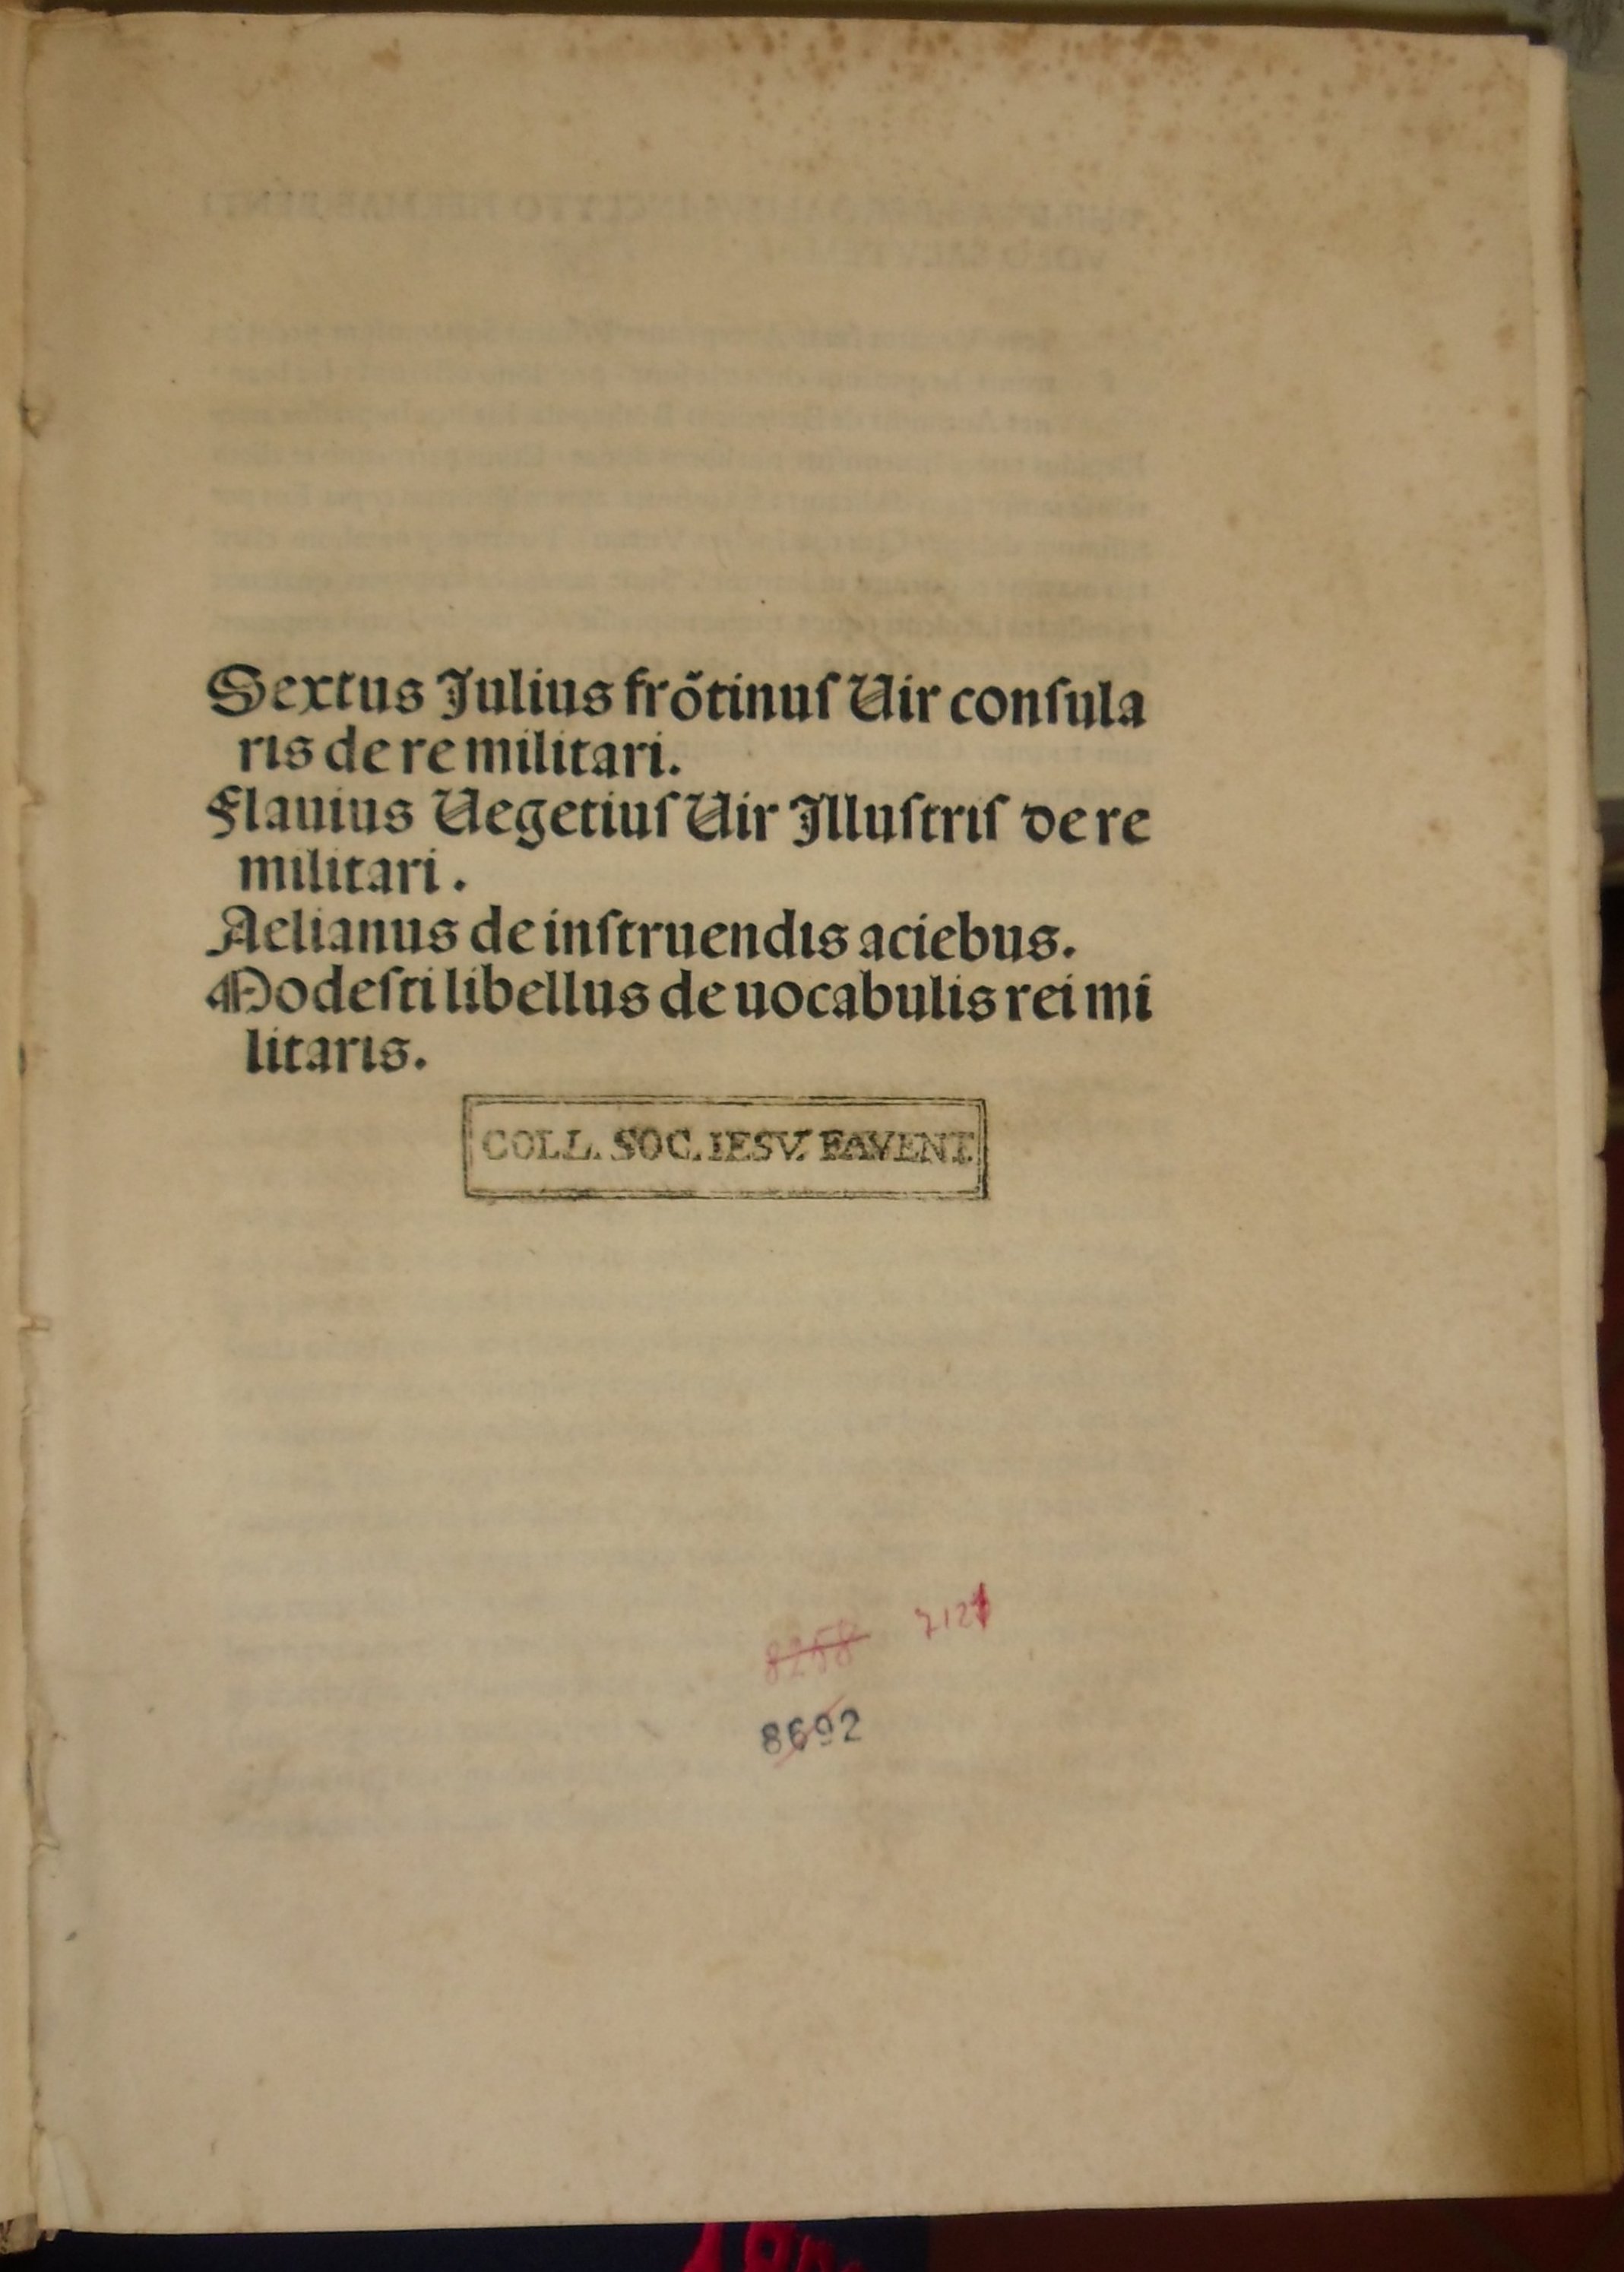 Sextus Julius frõtinuſ Uir conſula
ris de re militari.
Flauius Uegetiuſ Uir Illuſtriſ de re
militari.
Aelianus de inſtruendis aciebus.
Modeſti libellus de uocabulis rei mi
litaris.
COLL. SOC. IESV. FAVENT.
8258
8692